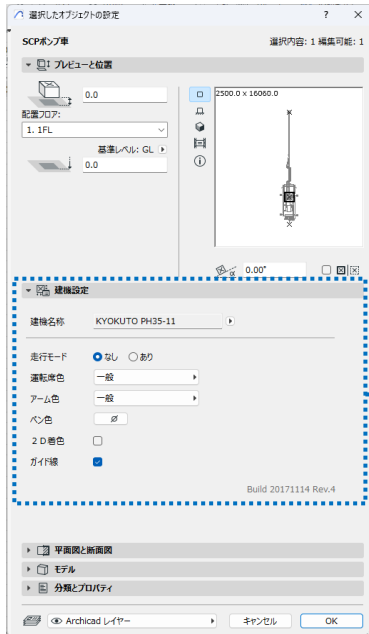 選択したオブジェクトの設定 ? ×
SCPポンプ車 選択内容: 1 編集可能: 1
プレビューと位置
0.0
配置フロア:
1. 1FL
基準レベル: GL
0.0
2500.0 x 16060.0
α 0.00°
建機設定
建機名称 KYOKUTO PH35-11
走行モード なし あり
運転席色 一般
アーム色 一般
ペン色 Ø
2D着色
ガイド線
Build 20171114 Rev.4
平面図と断面図
モデル
分類とプロパティ
Archicad レイヤー キャンセル OK